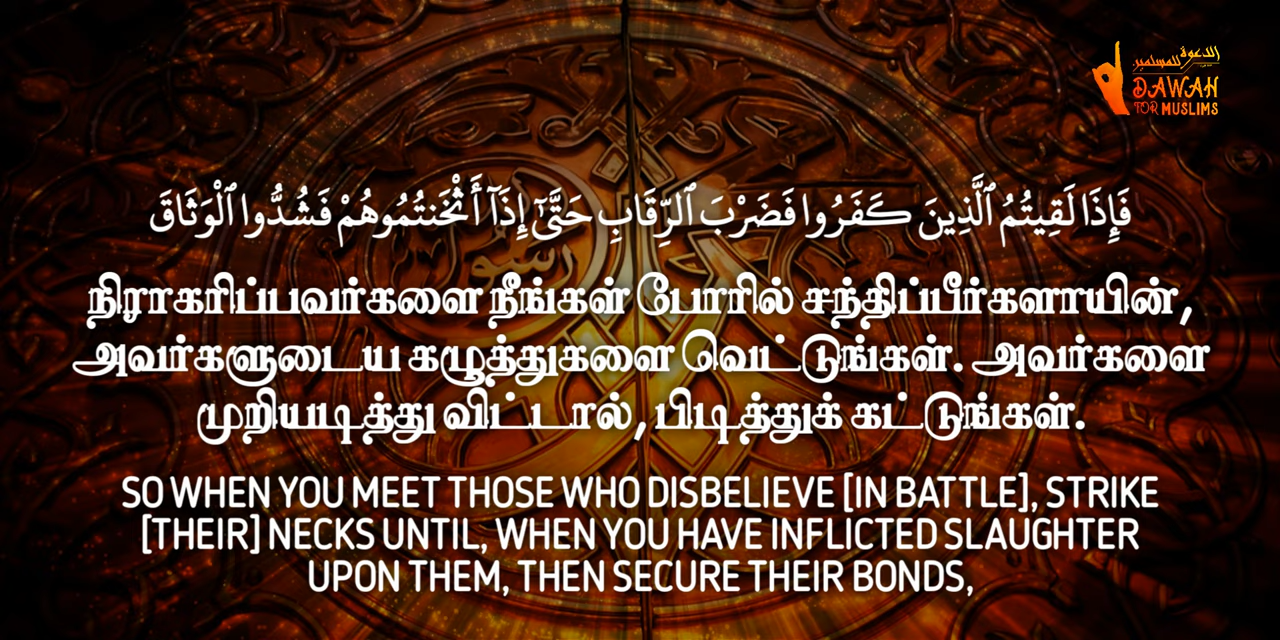 الدعوة للمسلمين
DAWAH
FOR MUSLIMS
فَإِذَا لَقِيتُمُ ٱلَّذِينَ كَفَرُوا فَضَرْبَ ٱلرِّقَابِ حَتَّىٰٓ إِذَآ أَثْخَنتُمُوهُمْ فَشُدُّوا ٱلْوَثَاقَ
நிராகரிப்பவர்களை நீங்கள் போரில் சந்திப்பீர்களாயின்,
அவர்களுடைய கழுத்துகளை வெட்டுங்கள். அவர்களை
முறியடித்து விட்டால், பிடித்துக் கட்டுங்கள்.
SO WHEN YOU MEET THOSE WHO DISBELIEVE [IN BATTLE], STRIKE
[THEIR] NECKS UNTIL, WHEN YOU HAVE INFLICTED SLAUGHTER
UPON THEM, THEN SECURE THEIR BONDS,